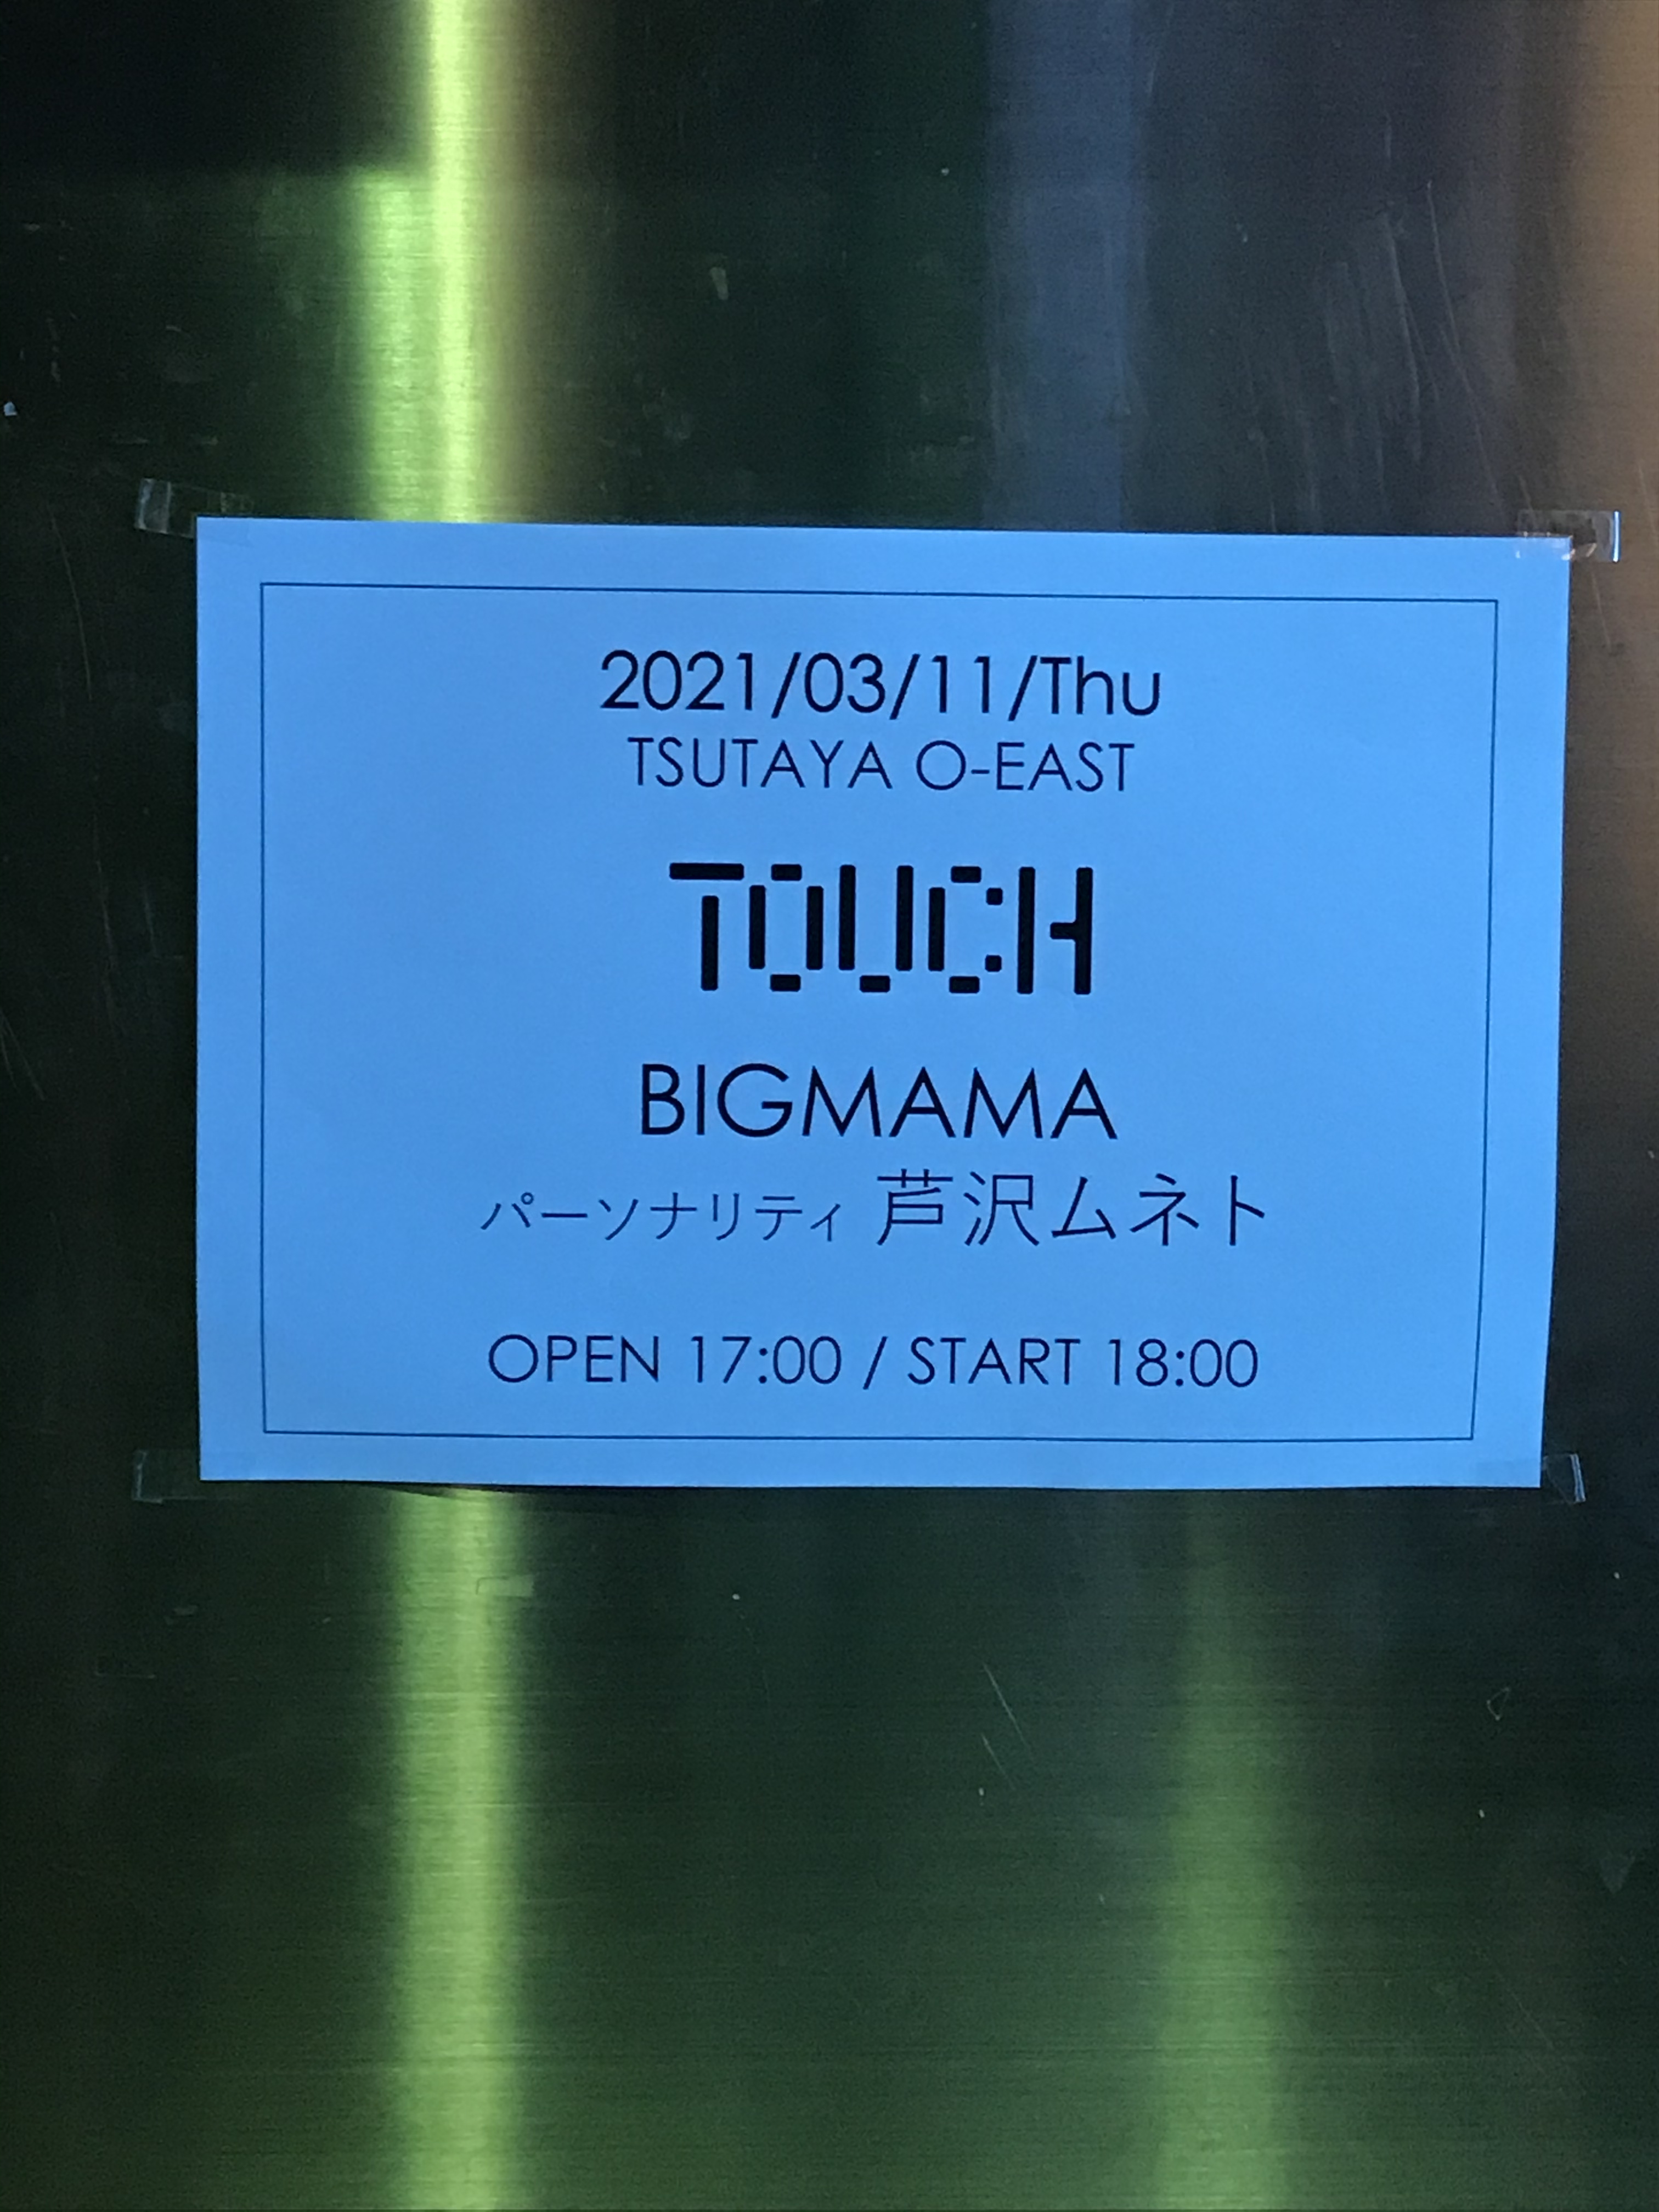 2021/03/11/Thu
TSUTAYA O-EAST
TOUCH
BIGMAMA
パーソナリティ 芦沢ムネト
OPEN 17:00 / START 18:00